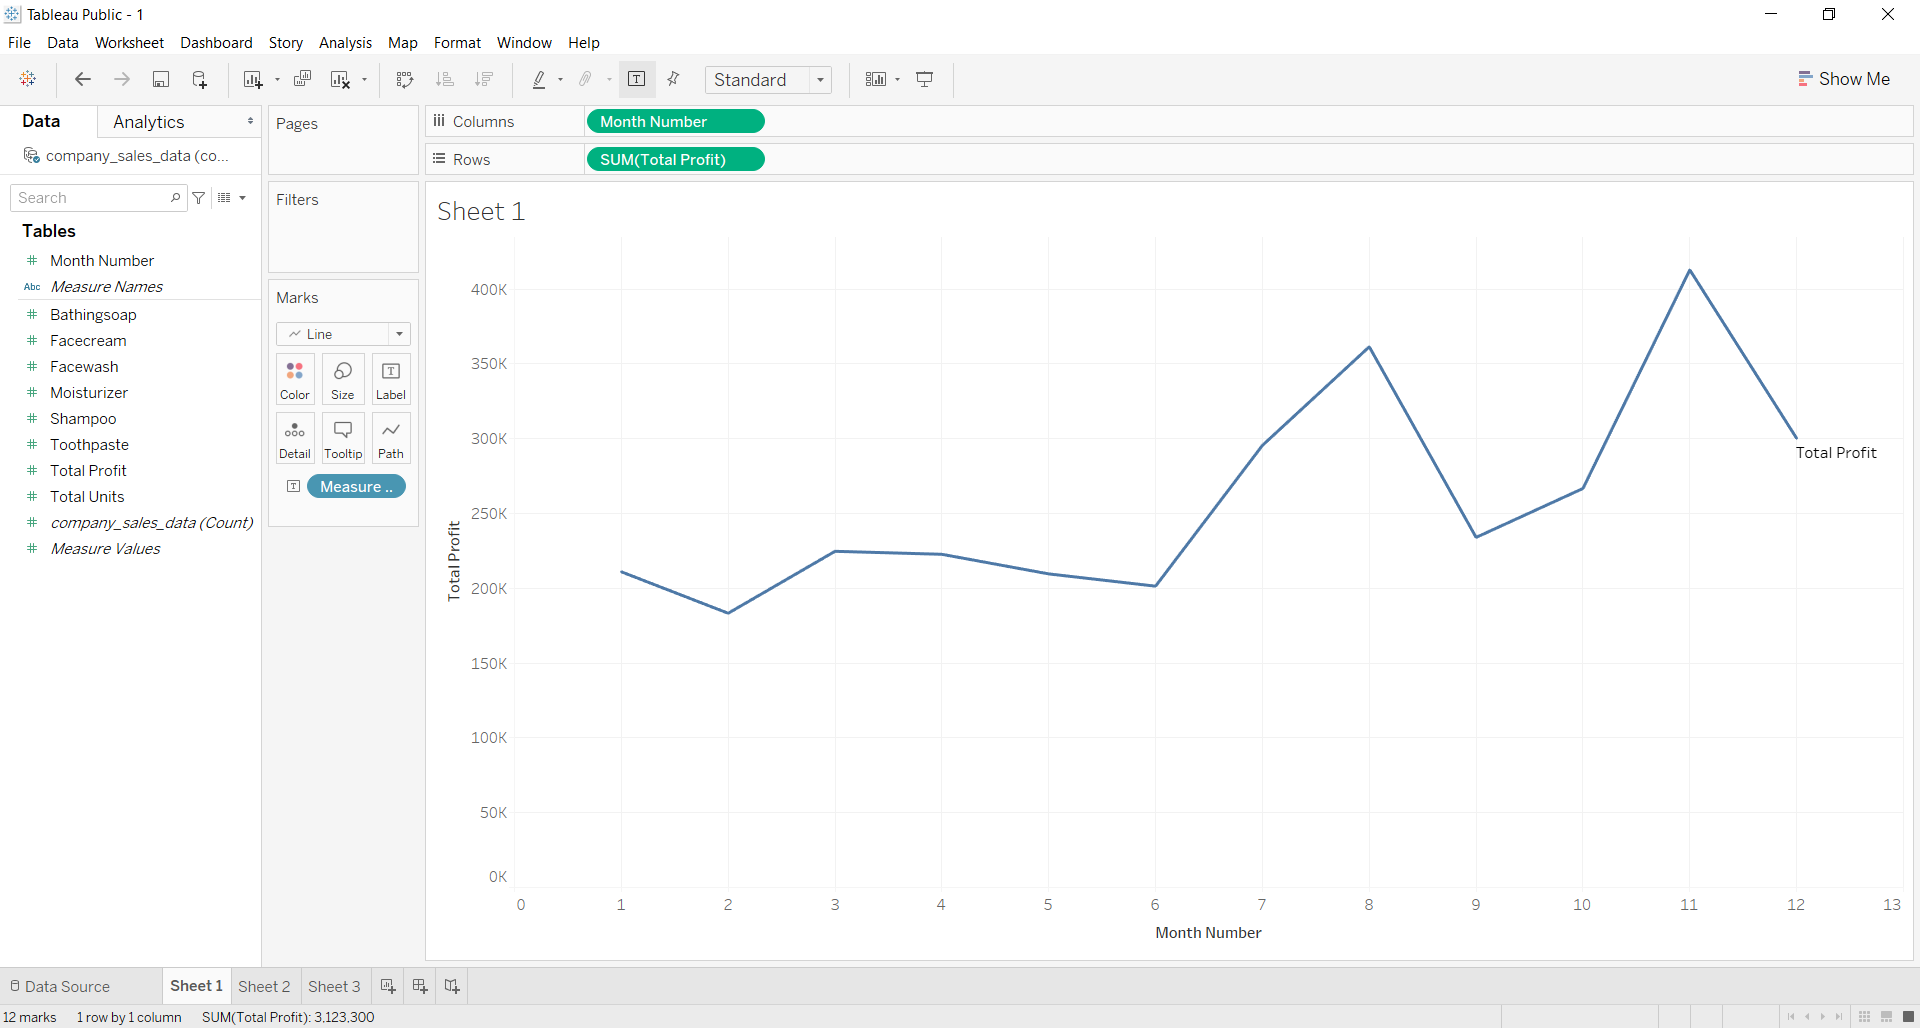 Tableau Public - 1
File Data Worksheet Dashboard Story Analysis Map Format Window Help
Standard
Show Me
Data
Analytics
company_sales_data (co...
Search
Tables
Month Number
Abc Measure Names
Bathingsoap
Facecream
Facewash
Moisturizer
Shampoo
Toothpaste
Total Profit
Total Units
company_sales_data (Count)
Measure Values
Pages
Filters
Marks
Line
Color Size Label
Detail Tooltip Path
Measure ..
Columns Month Number
Rows SUM(Total Profit)
Sheet 1
Total Profit
400K
350K
300K
250K
200K
150K
100K
50K
0K
Total Profit
0 1 2 3 4 5 6 7 8 9 10 11 12 13
Month Number
Data Source Sheet 1 Sheet 2 Sheet 3
12 marks 1 row by 1 column SUM(Total Profit): 3,123,300